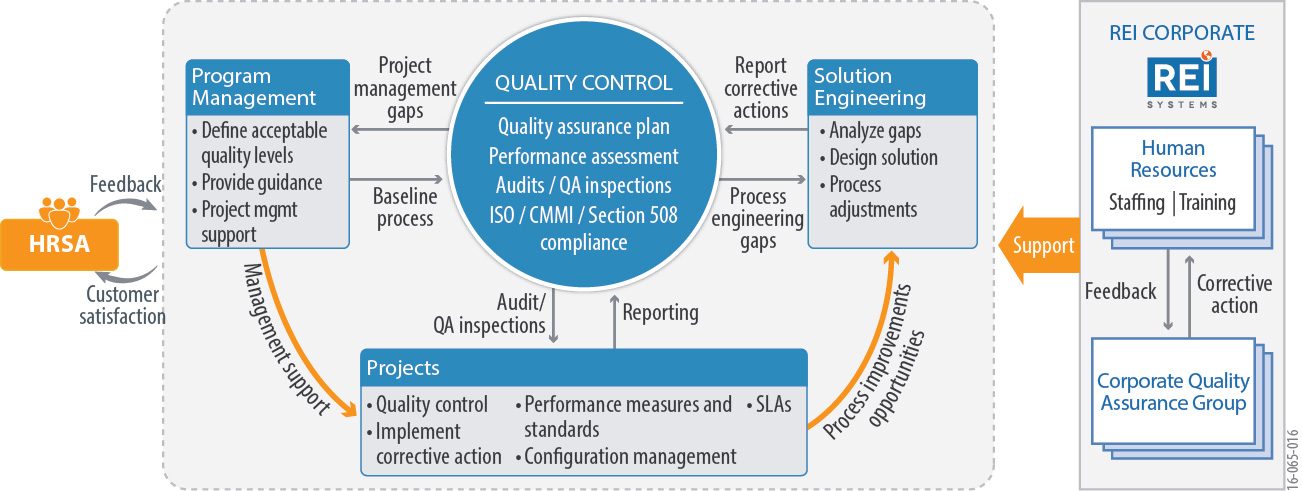 HRSA
Feedback
Customer
satisfaction
Program
Management
• Define acceptable
quality levels
• Provide guidance
• Project mgmt
support
Project
management
gaps
Baseline
process
QUALITY CONTROL
Quality assurance plan
Performance assessment
Audits / QA inspections
ISO / CMMI / Section 508
compliance
Report
corrective
actions
Process
engineering
gaps
Solution
Engineering
• Analyze gaps
• Design solution
• Process
adjustments
Management support
Audit/
QA inspections
Reporting
Process improvements
opportunities
Projects
• Quality control
• Implement
corrective action
• Performance measures and
standards
• Configuration management
• SLAs
Support
REI CORPORATE
REI
SYSTEMS
Human
Resources
Staffing | Training
Feedback
Corrective
action
Corporate Quality
Assurance Group
16-065-016